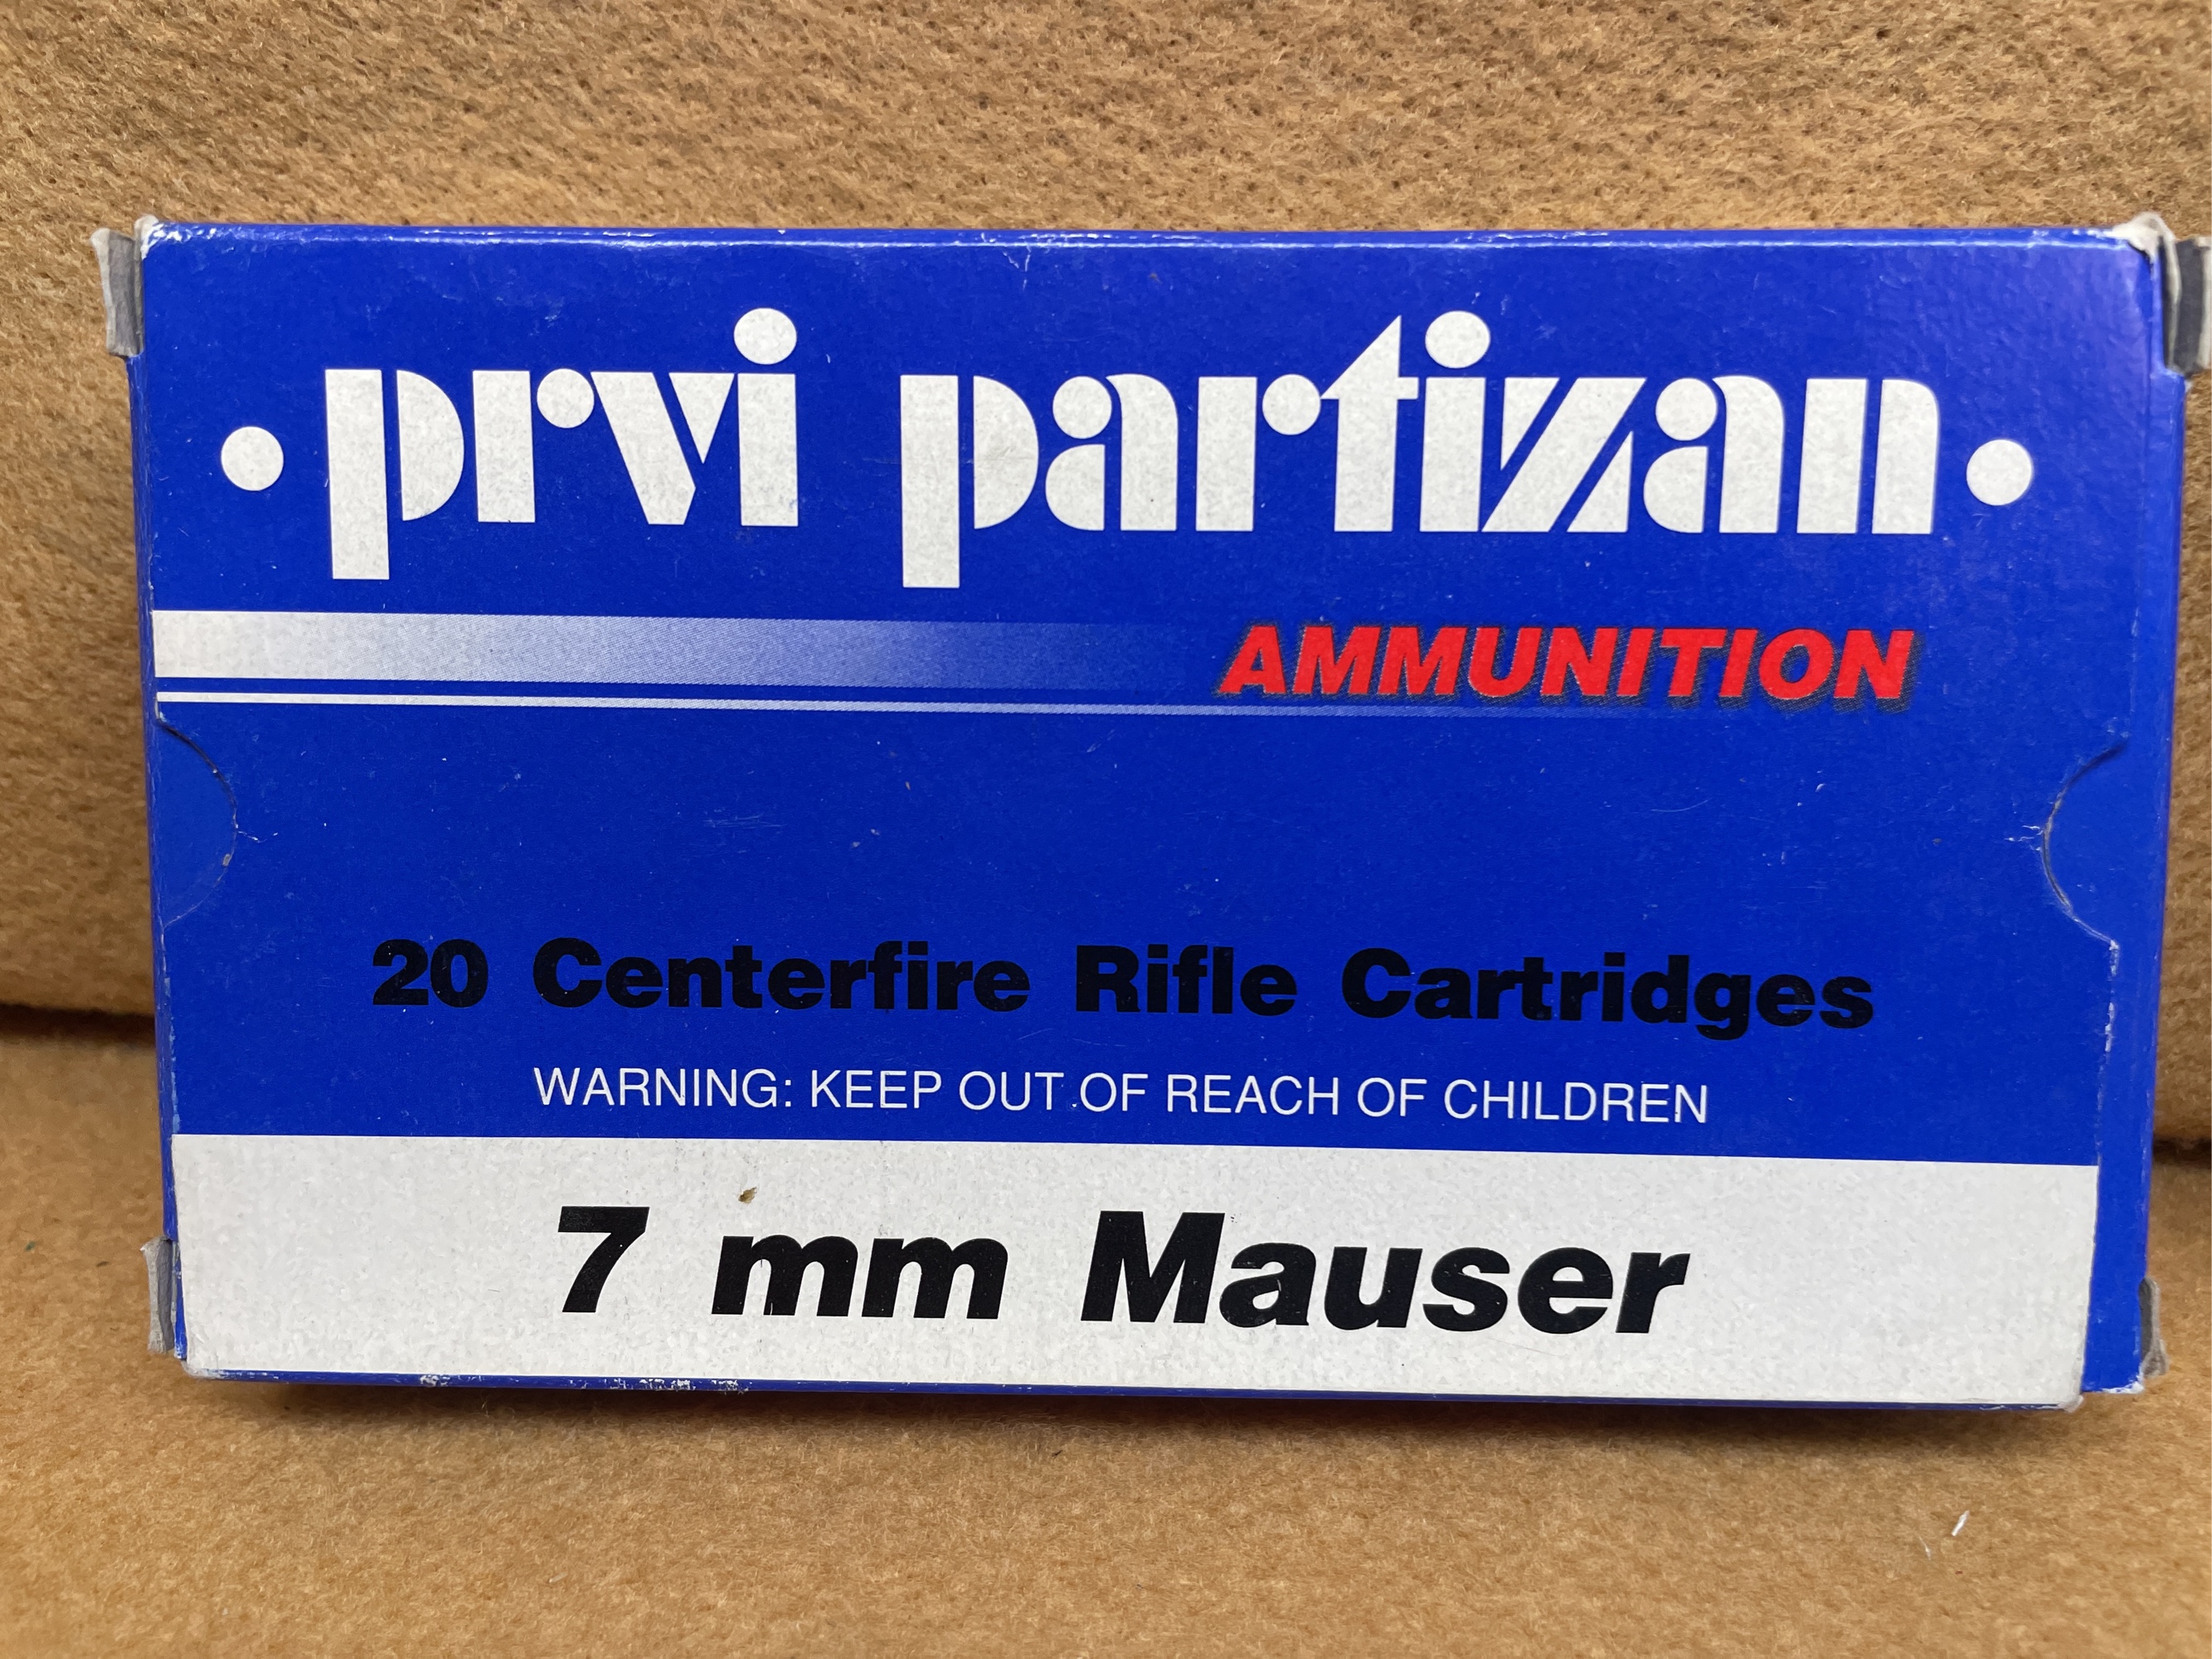 • prvi partizan •
AMMUNITION
20 Centerfire Rifle Cartridges
WARNING: KEEP OUT OF REACH OF CHILDREN
7 mm Mauser